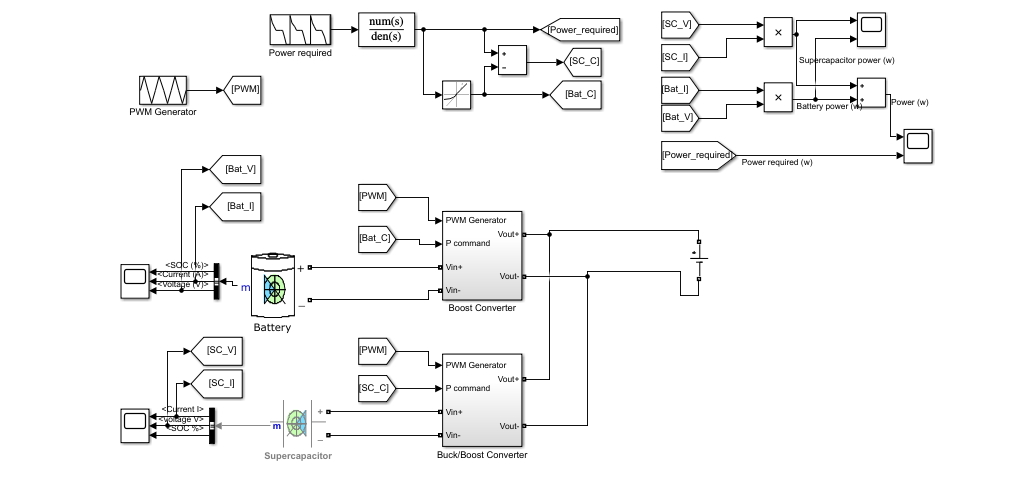 Power required
num(s)
den(s)
+
−
[Power_required]
[SC_C]
[Bat_C]
PWM Generator
[PWM]
[SC_V]
[SC_I]
×
Supercapacitor power (w)
[Bat_I]
[Bat_V]
×
Battery power (w)
+
+
Power (w)
[Power_required]
Power required (w)
[Bat_V]
[Bat_I]
<SOC (%)>
<Current (A)>
<Voltage (V)>
m
+
−
Battery
[PWM]
[Bat_C]
PWM Generator
P command
Vin+
Vin-
Vout+
Vout-
Boost Converter
+
[SC_V]
[SC_I]
<Current I>
<Voltage V>
<SOC %>
m
+
−
Supercapacitor
[PWM]
[SC_C]
PWM Generator
P command
Vin+
Vin-
Vout+
Vout-
Buck/Boost Converter